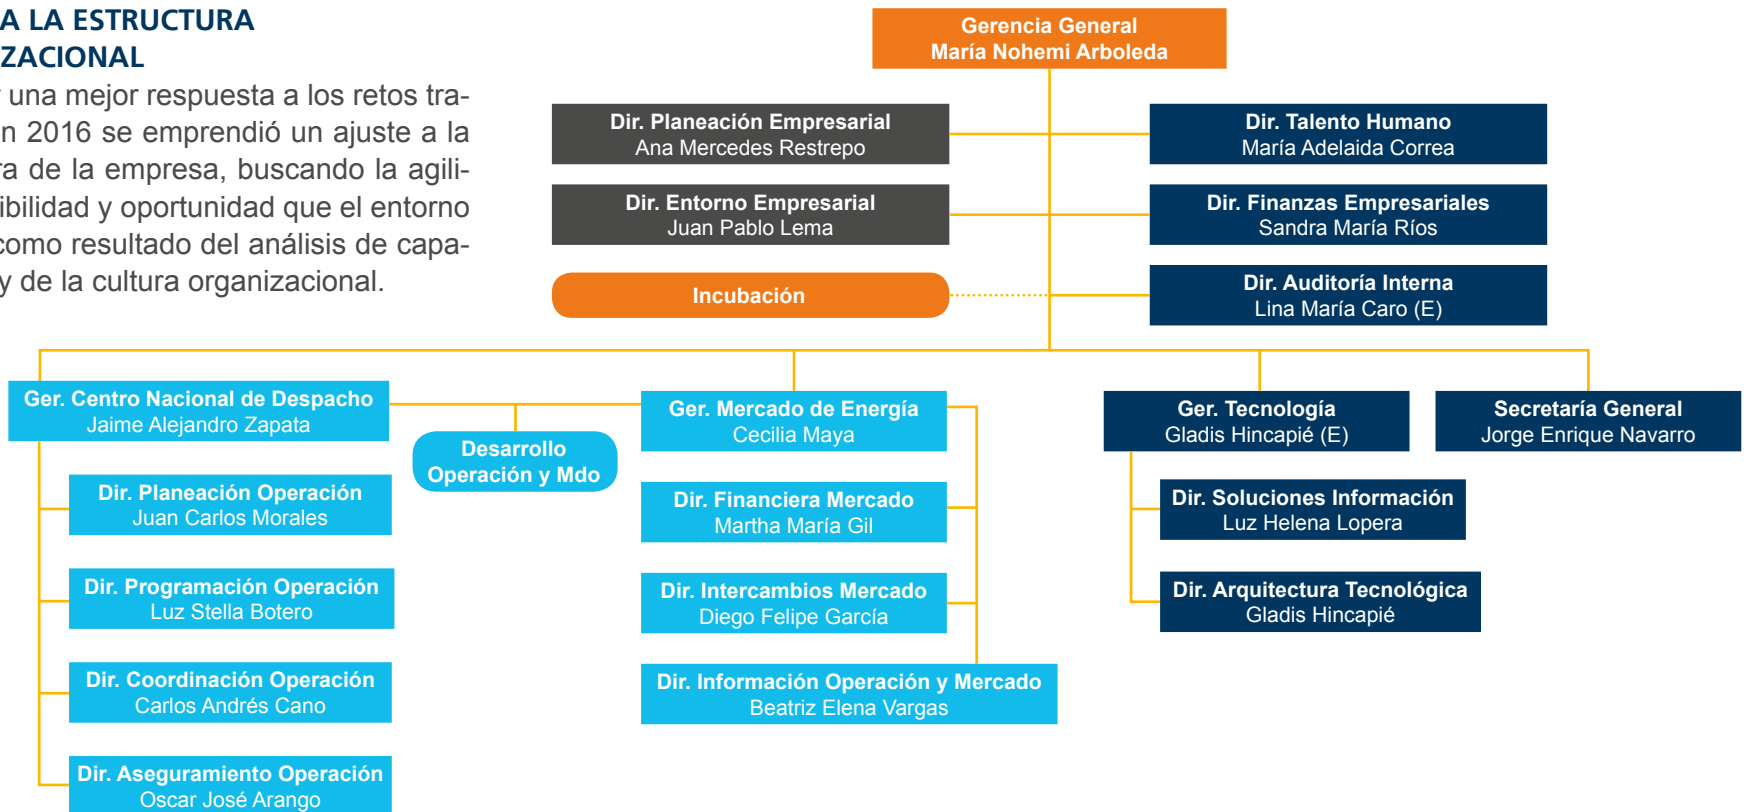 A LA ESTRUCTURA
ZACIONAL
una mejor respuesta a los retos tra-
n 2016 se emprendió un ajuste a la
ra de la empresa, buscando la agili-
ibilidad y oportunidad que el entorno
como resultado del análisis de capa-
y de la cultura organizacional.
Gerencia General
María Nohemi Arboleda
Dir. Planeación Empresarial
Ana Mercedes Restrepo
Dir. Talento Humano
María Adelaida Correa
Dir. Entorno Empresarial
Juan Pablo Lema
Dir. Finanzas Empresariales
Sandra María Ríos
Incubación
Dir. Auditoría Interna
Lina María Caro (E)
Ger. Centro Nacional de Despacho
Jaime Alejandro Zapata
Desarrollo
Operación y Mdo
Ger. Mercado de Energía
Cecilia Maya
Ger. Tecnología
Gladis Hincapié (E)
Secretaría General
Jorge Enrique Navarro
Dir. Planeación Operación
Juan Carlos Morales
Dir. Programación Operación
Luz Stella Botero
Dir. Coordinación Operación
Carlos Andrés Cano
Dir. Aseguramiento Operación
Oscar José Arango
Dir. Financiera Mercado
Martha María Gil
Dir. Intercambios Mercado
Diego Felipe García
Dir. Información Operación y Mercado
Beatriz Elena Vargas
Dir. Soluciones Información
Luz Helena Lopera
Dir. Arquitectura Tecnológica
Gladis Hincapié